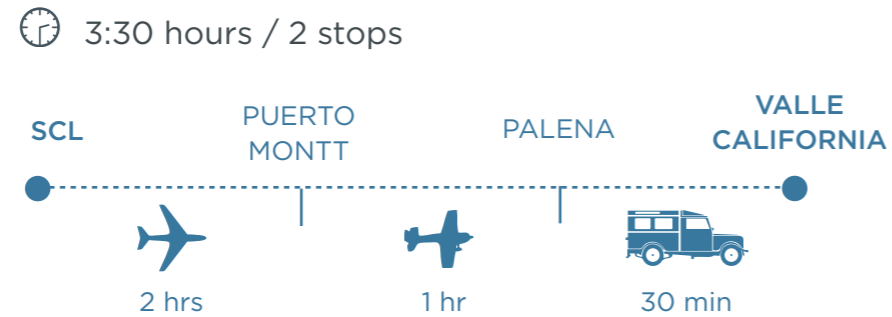 3:30 hours / 2 stops
SCL
PUERTO
MONTT
PALENA
VALLE
CALIFORNIA
2 hrs
1 hr
30 min